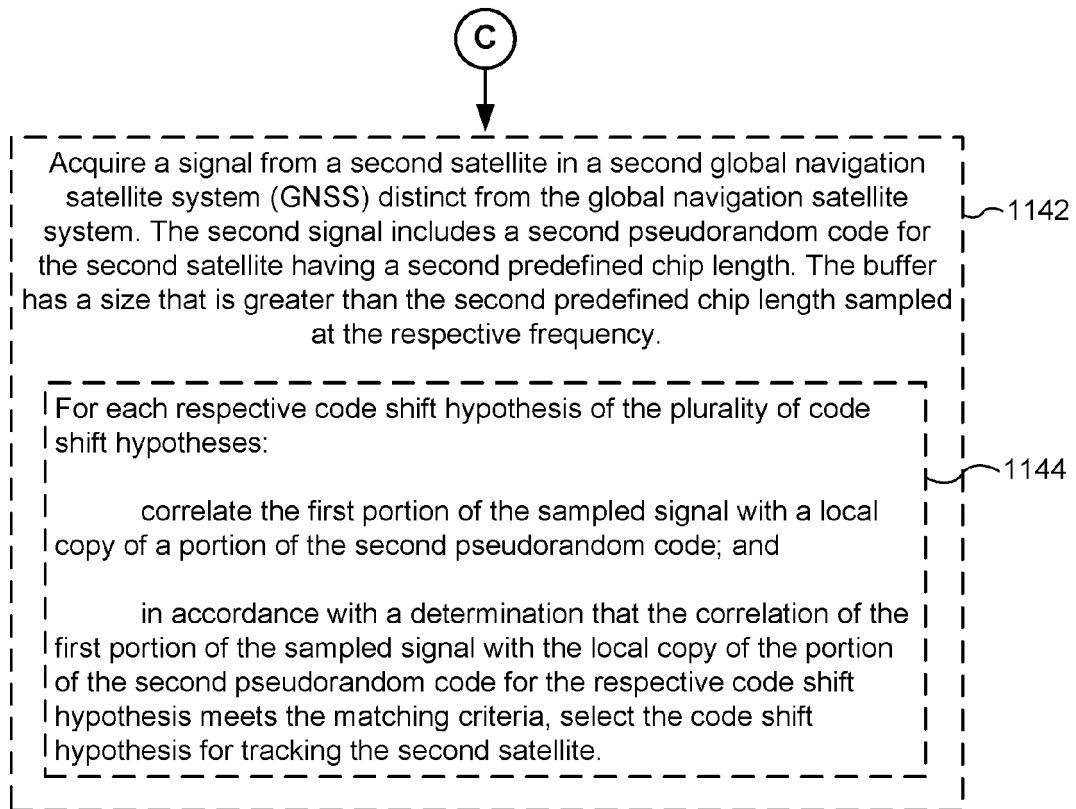 C
Acquire a signal from a second satellite in a second global navigation
satellite system (GNSS) distinct from the global navigation satellite
system. The second signal includes a second pseudorandom code for
the second satellite having a second predefined chip length. The buffer
has a size that is greater than the second predefined chip length sampled
at the respective frequency.
1142
For each respective code shift hypothesis of the plurality of code
shift hypotheses:
1144
correlate the first portion of the sampled signal with a local
copy of a portion of the second pseudorandom code; and
in accordance with a determination that the correlation of the
first portion of the sampled signal with the local copy of the portion
of the second pseudorandom code for the respective code shift
hypothesis meets the matching criteria, select the code shift
hypothesis for tracking the second satellite.